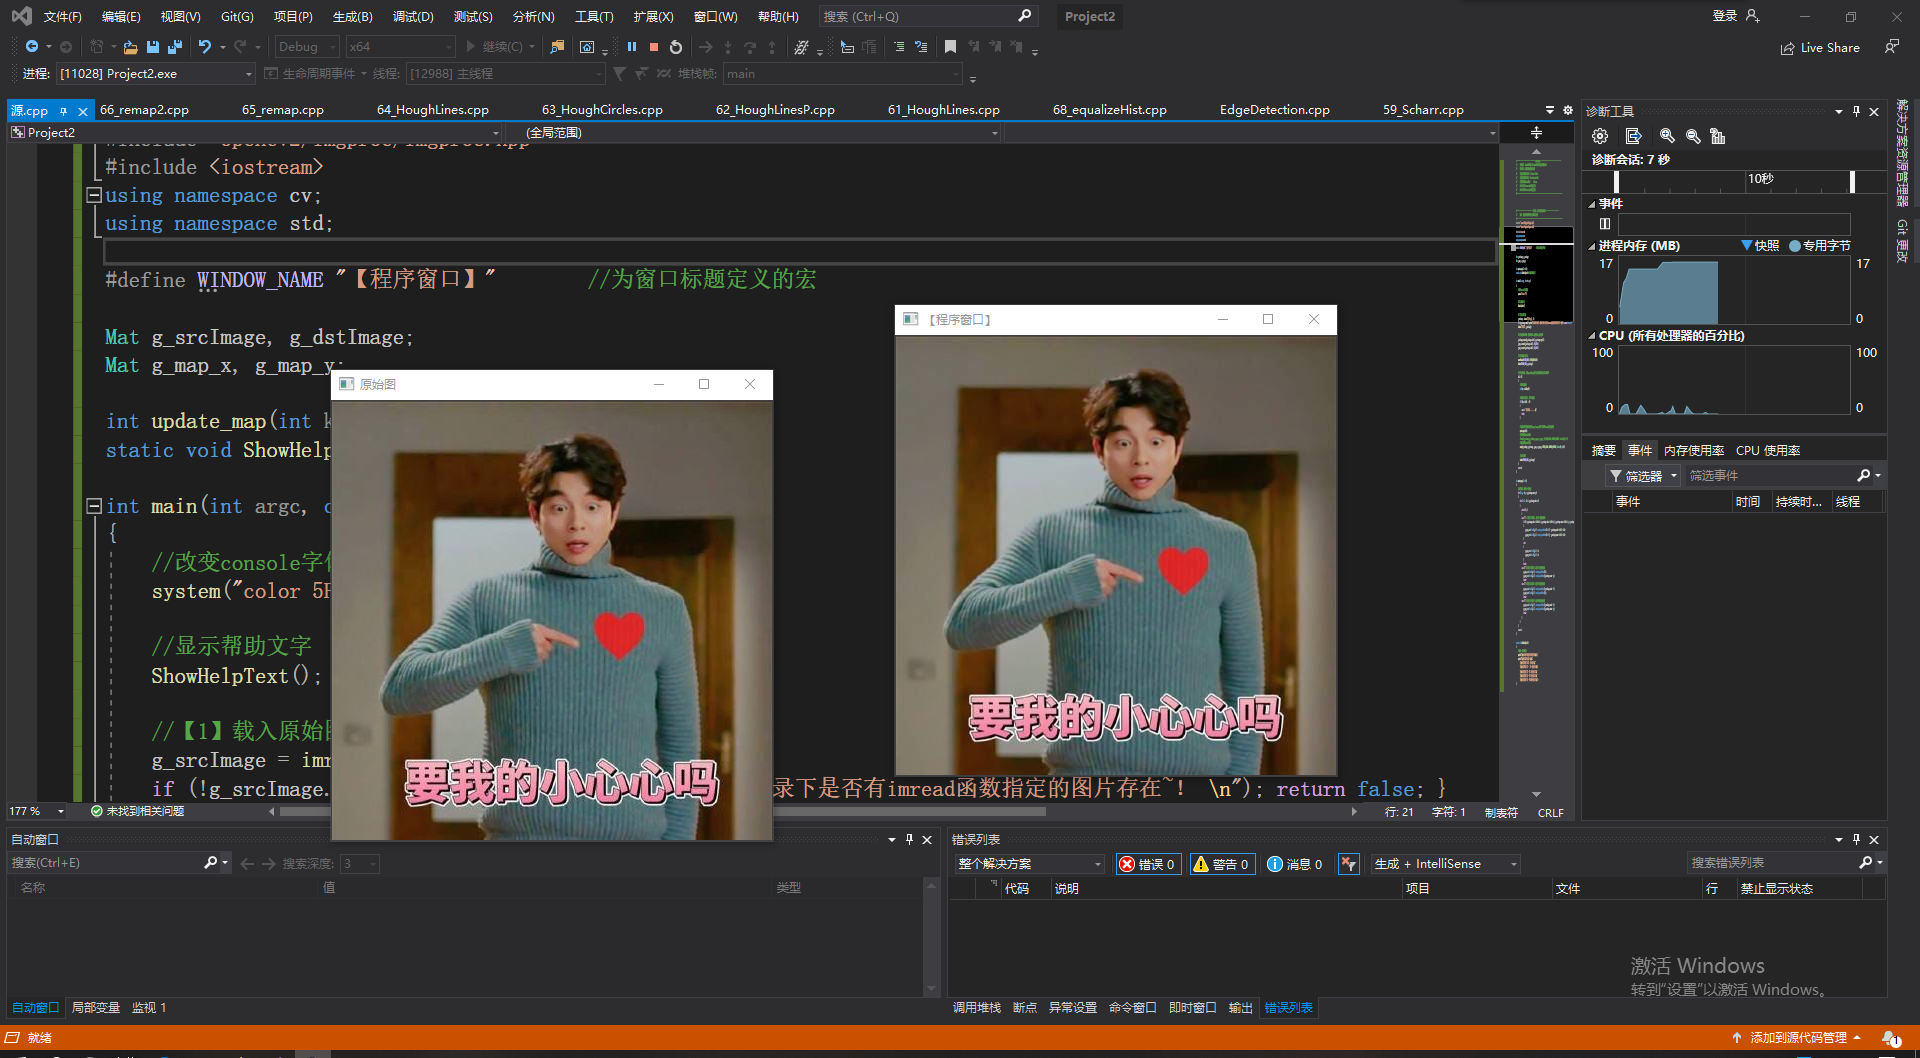 文件(F) 编辑(E) 视图(V) Git(G) 项目(P) 生成(B) 调试(D) 测试(S) 分析(N) 工具(T) 扩展(X) 窗口(W) 帮助(H) 搜索 (Ctrl+Q) Project2 登录
Debug x64 继续(C) Live Share
进程: [11028] Project2.exe 生命周期事件 线程: [12988] 主线程 堆栈帧: main
源.cpp 66_remap2.cpp 65_remap.cpp 64_HoughLines.cpp 63_HoughCircles.cpp 62_HoughLinesP.cpp 61_HoughLines.cpp 68_equalizeHist.cpp EdgeDetection.cpp 59_Scharr.cpp
Project2 (全局范围)
#include <iostream>
using namespace cv;
using namespace std;
#define WINDOW_NAME "【程序窗口】" //为窗口标题定义的宏
Mat g_srcImage, g_dstImage;
Mat g_map_x, g_map_y;
int update_map(int k
static void ShowHelp
int main(int argc, c
{
//改变console字体
system("color 5F
//显示帮助文字
ShowHelpText();
//【1】载入原始图
g_srcImage = imr
if (!g_srcImage. 录下是否有imread函数指定的图片存在~! \n"); return false; }
原始图
要我的小心心吗
【程序窗口】
要我的小心心吗
177 % 未找到相关问题 行: 21 字符: 1 制表符 CRLF
诊断工具
诊断会话: 7 秒
10秒
事件
进程内存 (MB) 快照 专用字节
17 17
0 0
CPU (所有处理器的百分比)
100 100
0 0
摘要 事件 内存使用率 CPU 使用率
筛选器 筛选事件
事件 时间 持续时... 线程
解决方案资源管理器
Git 更改
自动窗口
搜索(Ctrl+E) 搜索深度: 3
名称 值 类型
自动窗口 局部变量 监视 1
错误列表
整个解决方案 错误 0 警告 0 消息 0 生成 + IntelliSense 搜索错误列表
代码 说明 项目 文件 行 禁止显示状态
激活 Windows
转到"设置"以激活 Windows。
调用堆栈 断点 异常设置 命令窗口 即时窗口 输出 错误列表
就绪 添加到源代码管理 1